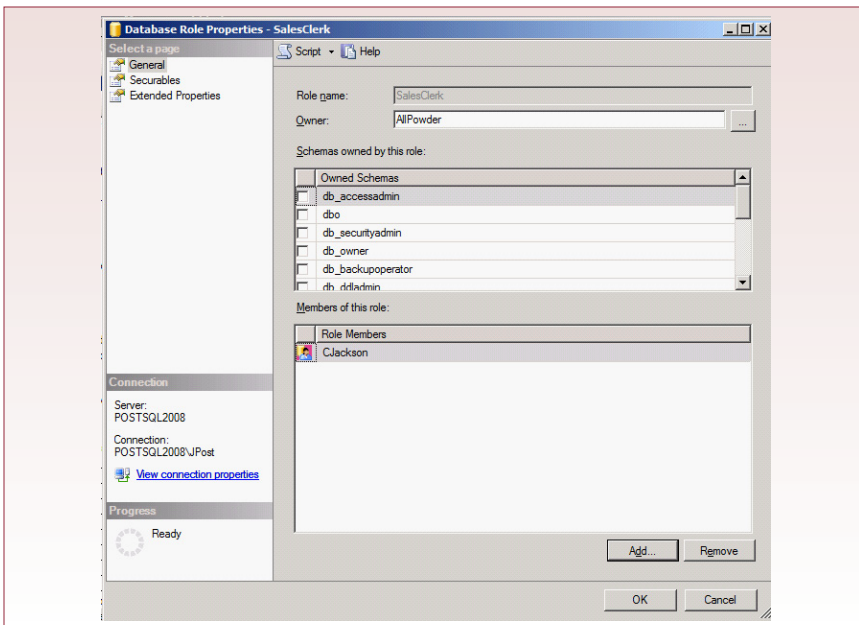 Database Role Properties - SalesClerk
Select a page
General
Securables
Extended Properties
Script
Help
Role name:
SalesClerk
Owner:
AllPowder
...
Schemas owned by this role:
Owned Schemas
db_accessadmin
dbo
db_securityadmin
db_owner
db_backupoperator
db_ddladmin
Members of this role:
Role Members
CJackson
Connection
Server:
POSTSQL2008
Connection:
POSTSQL2008\JPost
View connection properties
Progress
Ready
Add...
Remove
OK
Cancel